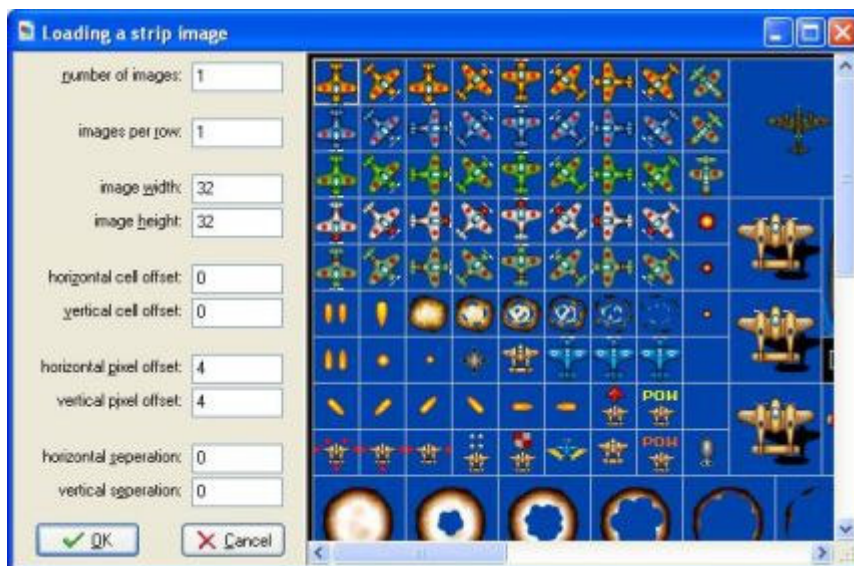 Loading a strip image
number of images: 1
images per row: 1
image width: 32
image height: 32
horizontal cell offset: 0
vertical cell offset: 0
horizontal pixel offset: 4
vertical pixel offset: 4
horizontal seperation: 0
vertical seperation: 0
OK
Cancel
POW
POW